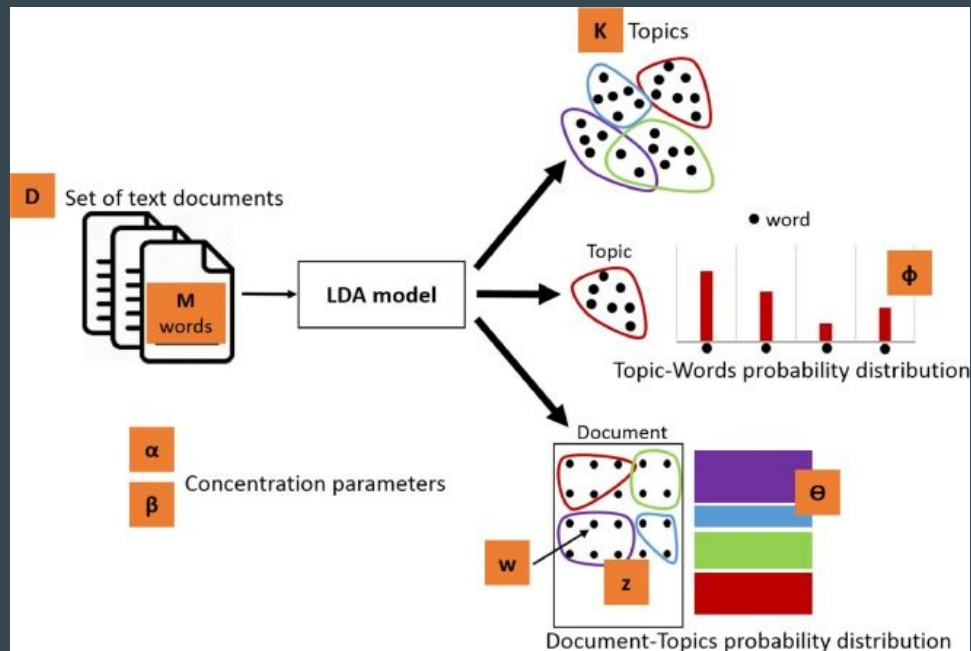 K Topics
D Set of text documents
M
words
LDA model
word
Topic
ϕ
Topic-Words probability distribution
α
β
Concentration parameters
Document
Θ
w
z
Document-Topics probability distribution